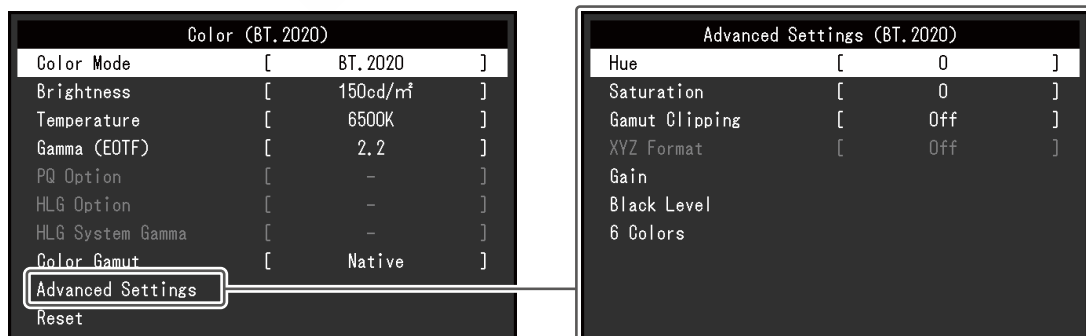 Color (BT.2020)
Color Mode [ BT.2020 ]
Brightness [ 150cd/㎡ ]
Temperature [ 6500K ]
Gamma (EOTF) [ 2.2 ]
PQ Option [ – ]
HLG Option [ – ]
HLG System Gamma [ – ]
Color Gamut [ Native ]
Advanced Settings
Reset
Advanced Settings (BT.2020)
Hue [ 0 ]
Saturation [ 0 ]
Gamut Clipping [ Off ]
XYZ Format [ Off ]
Gain
Black Level
6 Colors